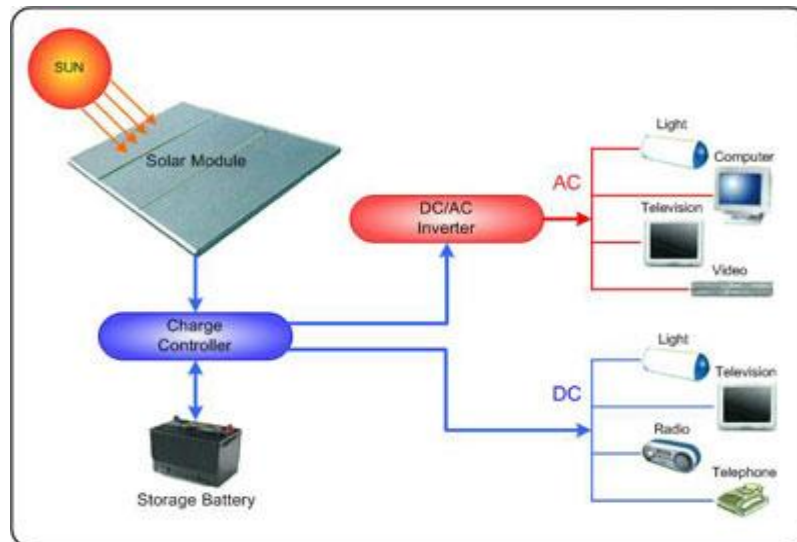 SUN
Solar Module
Charge
Controller
Storage Battery
DC/AC
Inverter
AC
Light
Computer
Television
Video
DC
Light
Television
Radio
Telephone